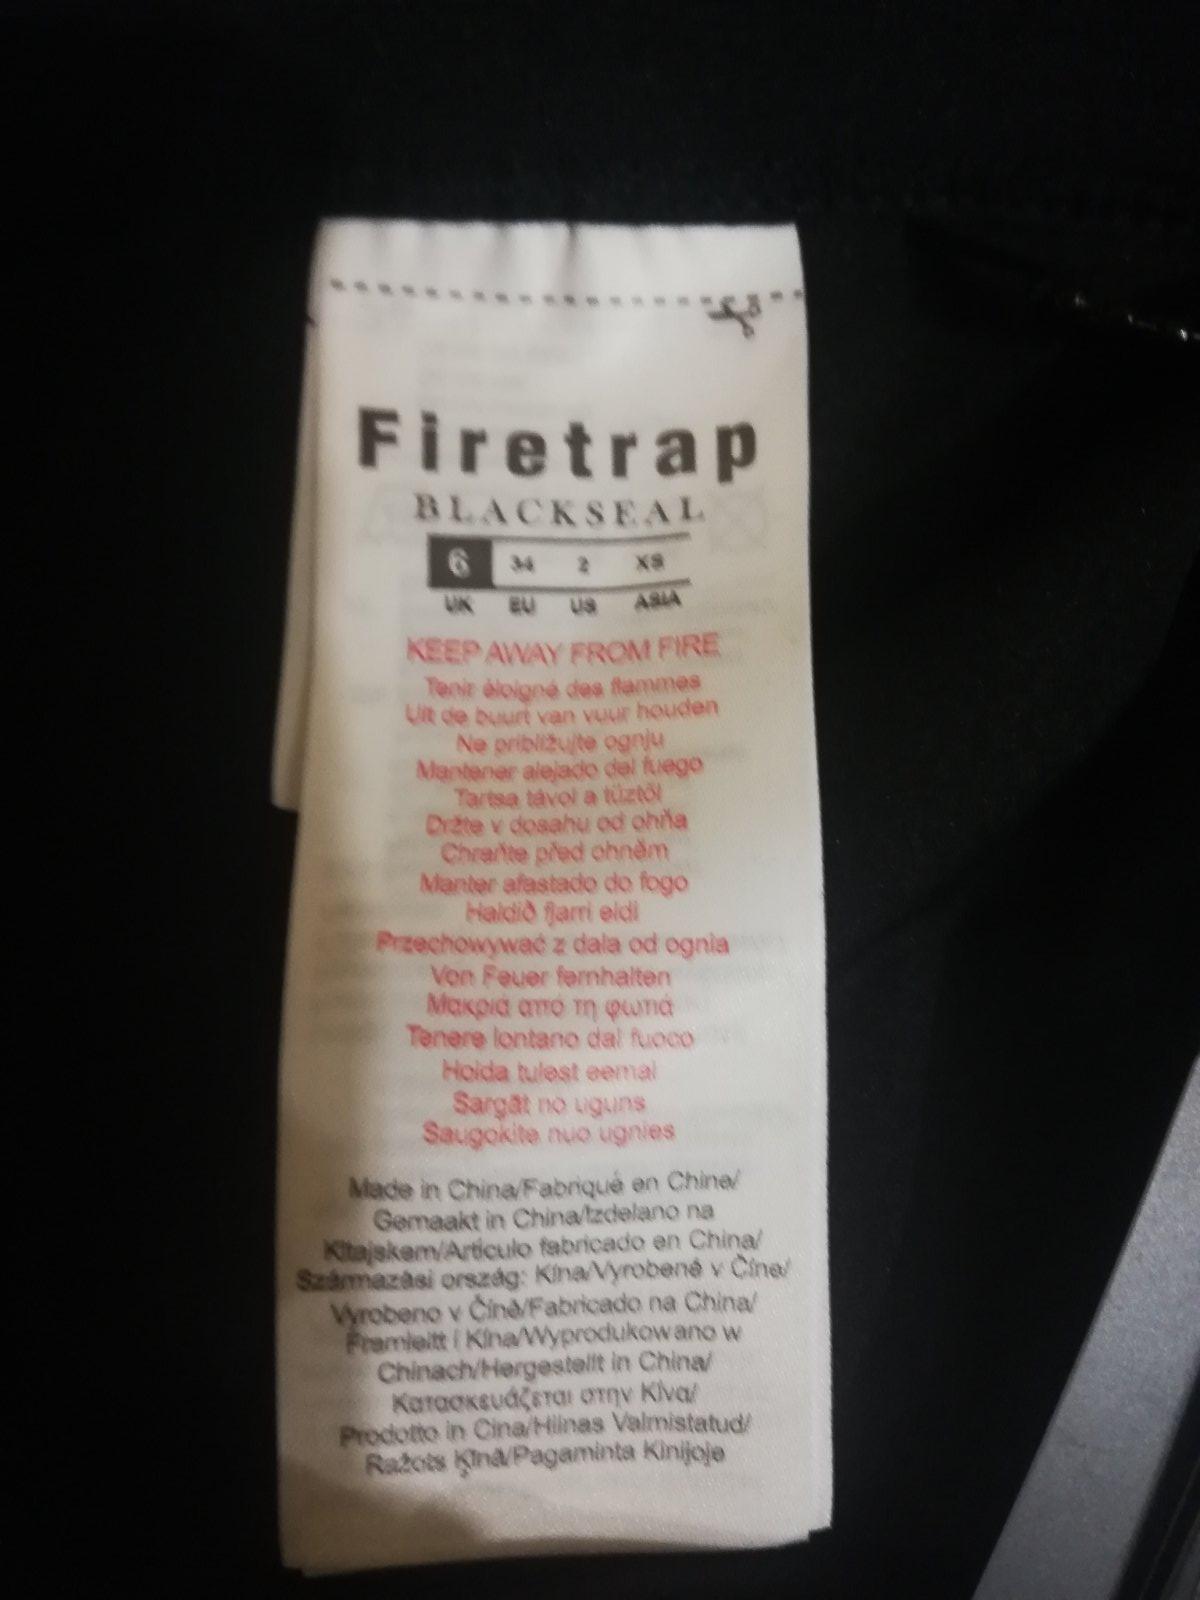 Firetrap
BLACKSEAL
6 34 2 XS
UK EU US ASIA
KEEP AWAY FROM FIRE
Tenir éloigné des flammes
Uit de buurt van vuur houden
Ne približujte ognju
Mantener alejado del fuego
Tartsa távol a tűztől
Držte v dosahu od ohňa
Chraňte před ohněm
Manter afastado do fogo
Haldið fjarri eldi
Przechowywać z dala od ognia
Von Feuer fernhalten
Μακριά από τη φωτιά
Tenere lontano dal fuoco
Hoida tulest eemal
Sargāt no uguns
Saugokite nuo ugnies
Made in China/Fabriqué en Chine/
Gemaakt in China/Izdelano na
Kitajskem/Artículo fabricado en China/
Származási ország: Kína/Vyrobené v Číne/
Vyrobeno v Číně/Fabricado na China/
Framleitt í Kína/Wyprodukowano w
Chinach/Hergestellt in China/
Κατασκευάζεται στην Κίνα/
Prodotto in Cina/Hiinas Valmistatud/
Ražots Ķīnā/Pagaminta Kinijoje